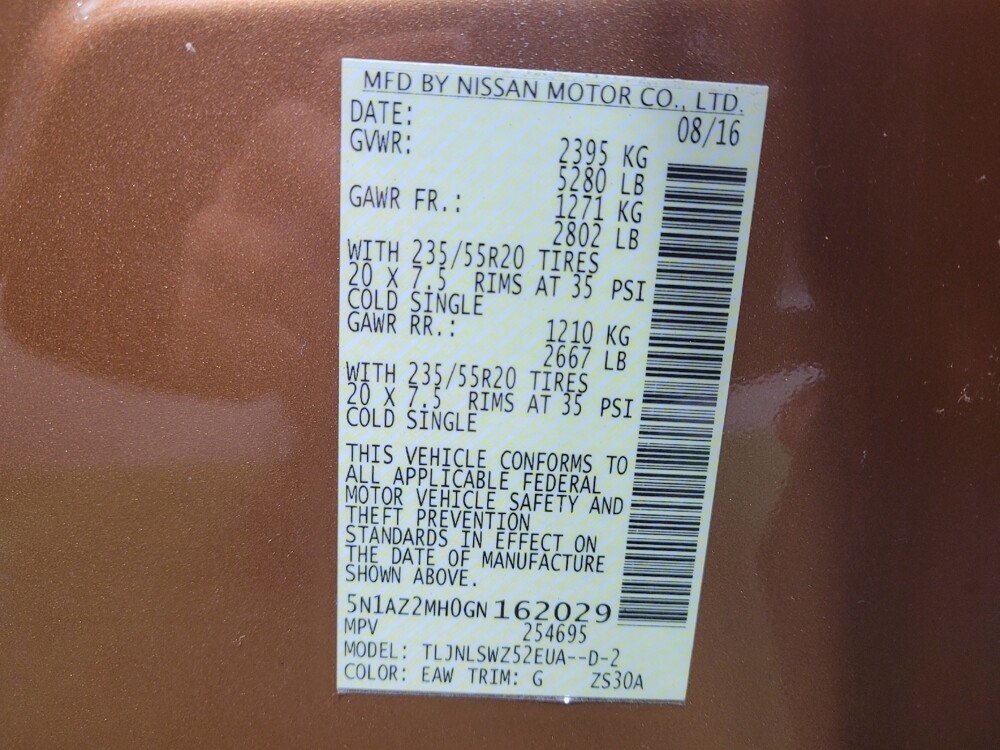 MFD BY NISSAN MOTOR CO., LTD.
DATE: 08/16
GVWR: 2395 KG
5280 LB
GAWR FR.: 1271 KG
2802 LB
WITH 235/55R20 TIRES
20 X 7.5 RIMS AT 35 PSI
COLD SINGLE
GAWR RR.: 1210 KG
2667 LB
WITH 235/55R20 TIRES
20 X 7.5 RIMS AT 35 PSI
COLD SINGLE
THIS VEHICLE CONFORMS TO
ALL APPLICABLE FEDERAL
MOTOR VEHICLE SAFETY AND
THEFT PREVENTION
STANDARDS IN EFFECT ON
THE DATE OF MANUFACTURE
SHOWN ABOVE.
5N1AZ2MH0GN162029
MPV 254695
MODEL: TLJNLSWZ52EUA--D-2
COLOR: EAW TRIM: G ZS30A